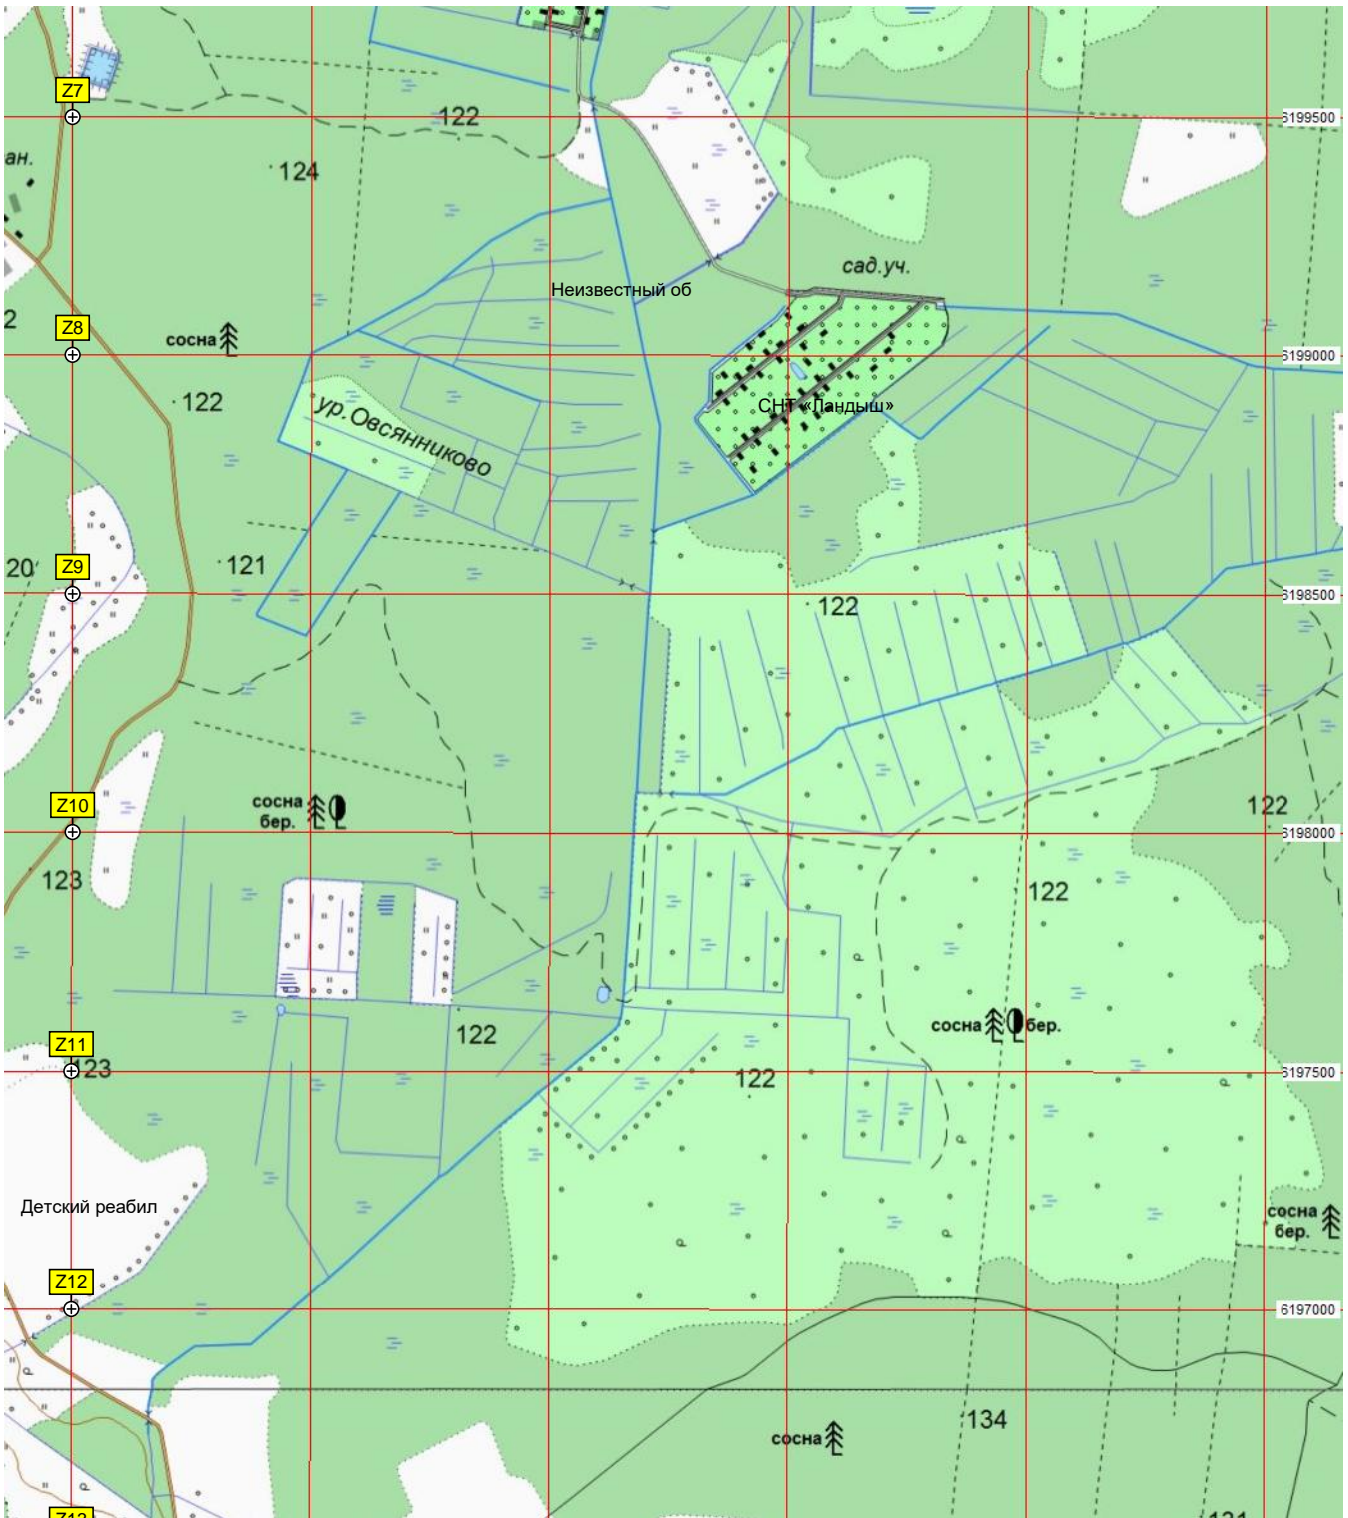 Z7
122
6199500
ан.
124
сад.уч.
Неизвестный об
Z8
2
сосна
6199000
122
ур.Овсянниково
СНТ «Ландыш»
Z9
20
121
122
6198500
Z10
сосна
бер.
122
6198000
123
122
122
сосна
бер.
Z11
123
122
6197500
Детский реабил
сосна
бер.
Z12
6197000
134
сосна
Z13
131